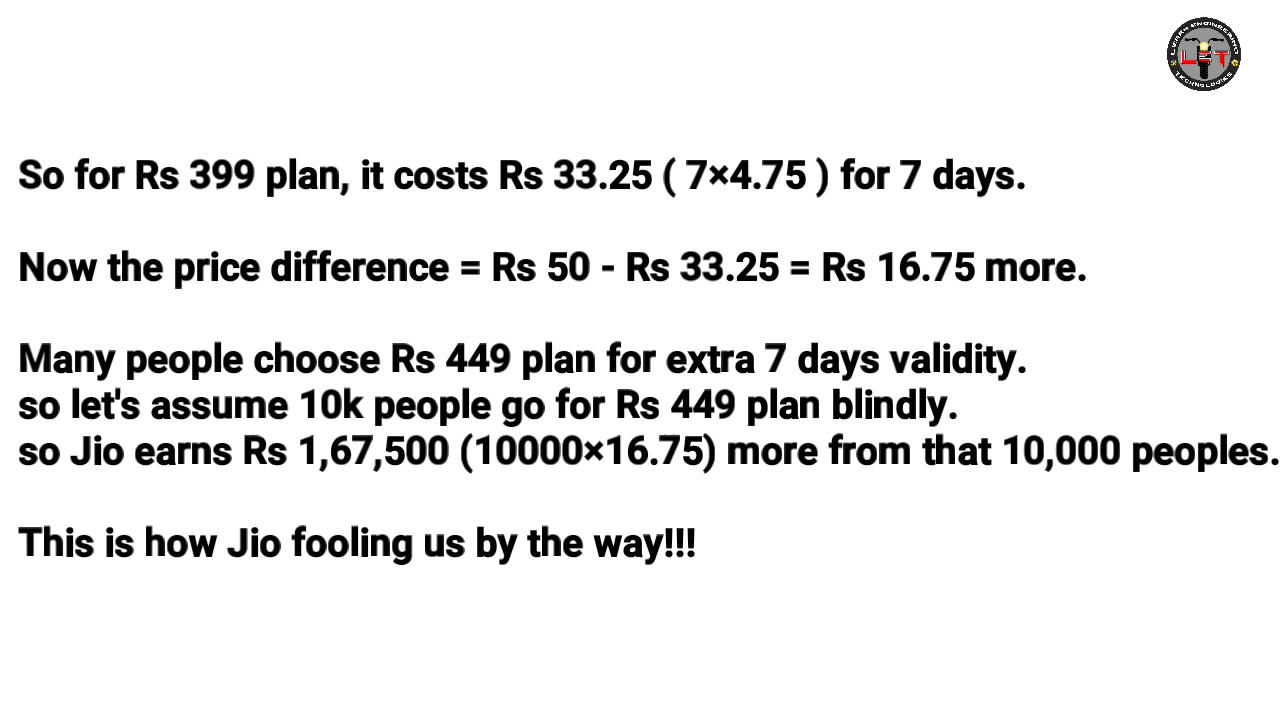 LEARN ENGINEERING
LET
TECHNOLOGIES
So for Rs 399 plan, it costs Rs 33.25 ( 7×4.75 ) for 7 days.
Now the price difference = Rs 50 - Rs 33.25 = Rs 16.75 more.
Many people choose Rs 449 plan for extra 7 days validity.
so let's assume 10k people go for Rs 449 plan blindly.
so Jio earns Rs 1,67,500 (10000×16.75) more from that 10,000 peoples.
This is how Jio fooling us by the way!!!